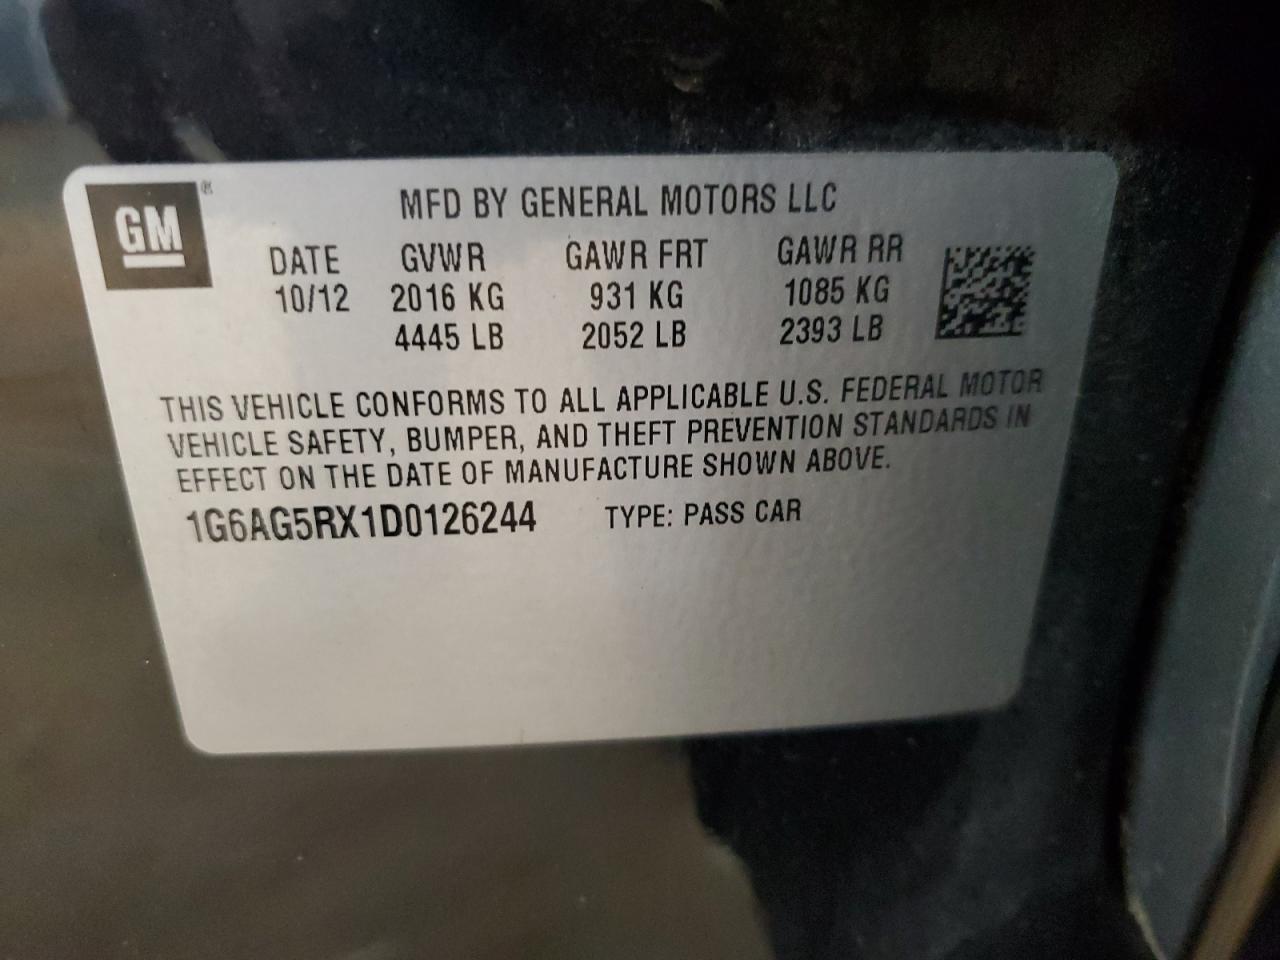 GM ®
MFD BY GENERAL MOTORS LLC
DATE GVWR GAWR FRT GAWR RR
10/12 2016 KG 931 KG 1085 KG
4445 LB 2052 LB 2393 LB
THIS VEHICLE CONFORMS TO ALL APPLICABLE U.S. FEDERAL MOTOR
VEHICLE SAFETY, BUMPER, AND THEFT PREVENTION STANDARDS IN
EFFECT ON THE DATE OF MANUFACTURE SHOWN ABOVE.
1G6AG5RX1D0126244 TYPE: PASS CAR